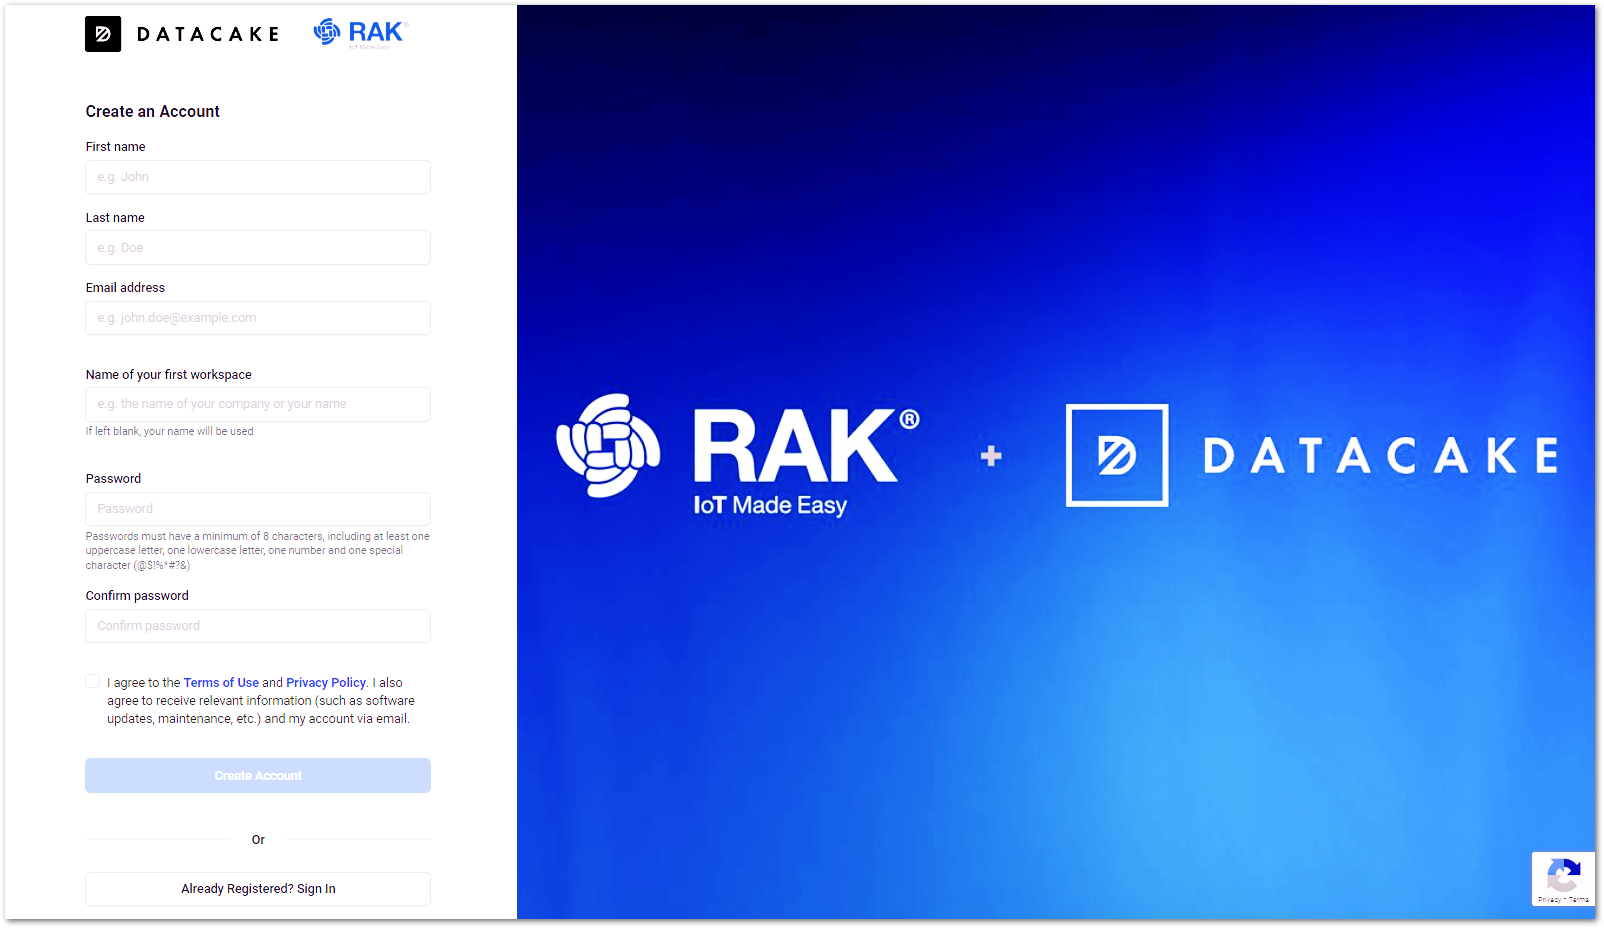 DATACAKE
RAK®
IoT Made Easy
Create an Account
First name
e.g. John
Last name
e.g. Doe
Email address
e.g. john.doe@example.com
Name of your first workspace
e.g. the name of your company or your name
If left blank, your name will be used
Password
Password
Passwords must have a minimum of 8 characters, including at least one
uppercase letter, one lowercase letter, one number and one special
character (@$!%*#?&)
Confirm password
Confirm password
I agree to the Terms of Use and Privacy Policy. I also
agree to receive relevant information (such as software
updates, maintenance, etc.) and my account via email.
Create Account
Or
Already Registered? Sign In
RAK®
IoT Made Easy
+
DATACAKE
Privacy - Terms